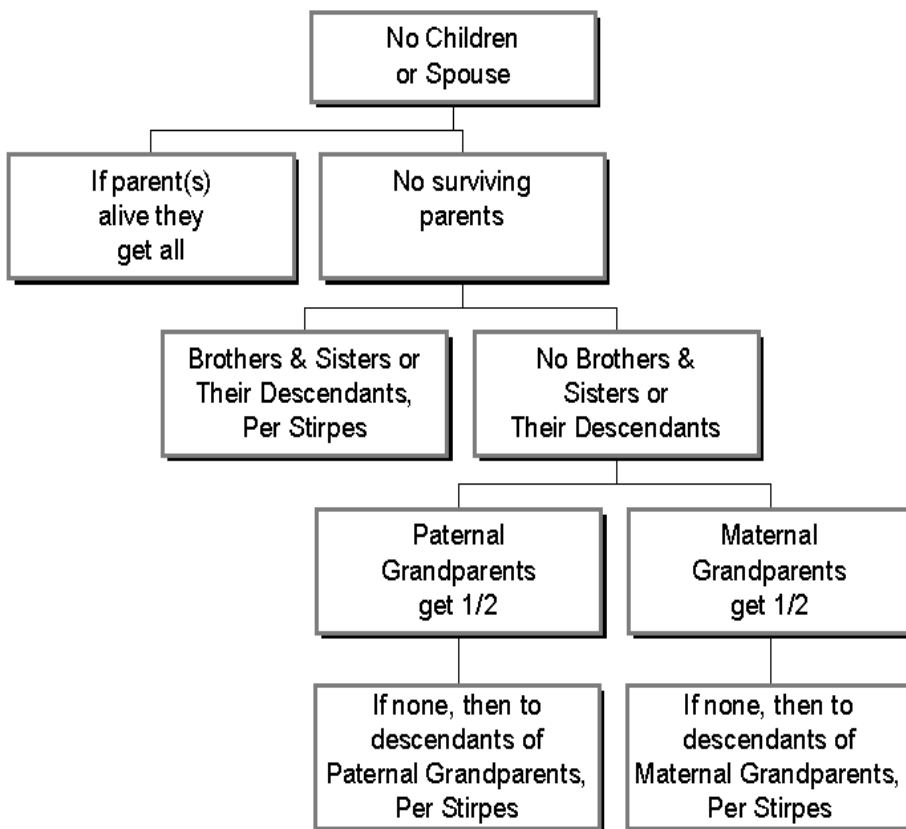 No Children
or Spouse
If parent(s)
alive they
get all
No surviving
parents
Brothers & Sisters or
Their Descendants,
Per Stirpes
No Brothers &
Sisters or
Their Descendants
Paternal
Grandparents
get 1/2
Maternal
Grandparents
get 1/2
If none, then to
descendants of
Paternal Grandparents,
Per Stirpes
If none, then to
descendants of
Maternal Grandparents,
Per Stirpes